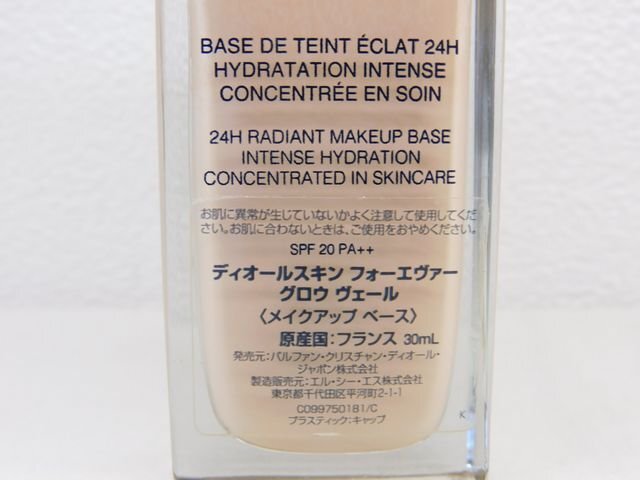 BASE DE TEINT ÉCLAT 24H
HYDRATATION INTENSE
CONCENTRÉE EN SOIN
24H RADIANT MAKEUP BASE
INTENSE HYDRATION
CONCENTRATED IN SKINCARE
お肌に異常が生じていないかよく注意して使用してくだ
さい。お肌に合わないときは、ご使用をおやめください。
SPF 20 PA++
ディオールスキン フォーエヴァー
グロウ ヴェール
〈メイクアップ ベース〉
原産国:フランス 30mL
発売元:パルファン・クリスチャン・ディオール・
ジャポン株式会社
製造販売元:エル・シー・エス株式会社
東京都千代田区平河町2-1-1
C099750181/C
プラスティック:キャップ
K